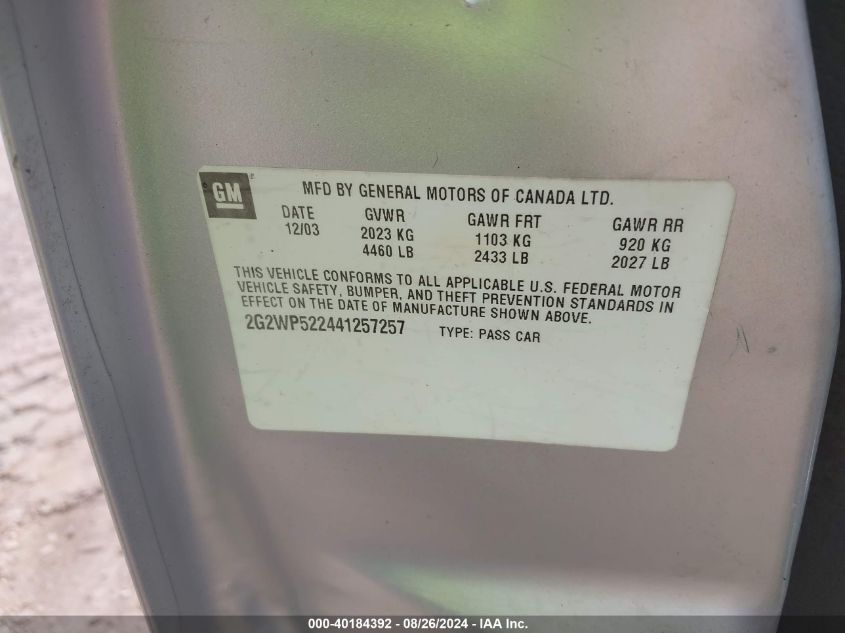 GM
MFD BY GENERAL MOTORS OF CANADA LTD.
DATE GVWR GAWR FRT GAWR RR
12/03 2023 KG 1103 KG 920 KG
4460 LB 2433 LB 2027 LB
THIS VEHICLE CONFORMS TO ALL APPLICABLE U.S. FEDERAL MOTOR
VEHICLE SAFETY, BUMPER, AND THEFT PREVENTION STANDARDS IN
EFFECT ON THE DATE OF MANUFACTURE SHOWN ABOVE.
2G2WP522441257257 TYPE: PASS CAR
000-40184392 - 08/26/2024 - IAA Inc.